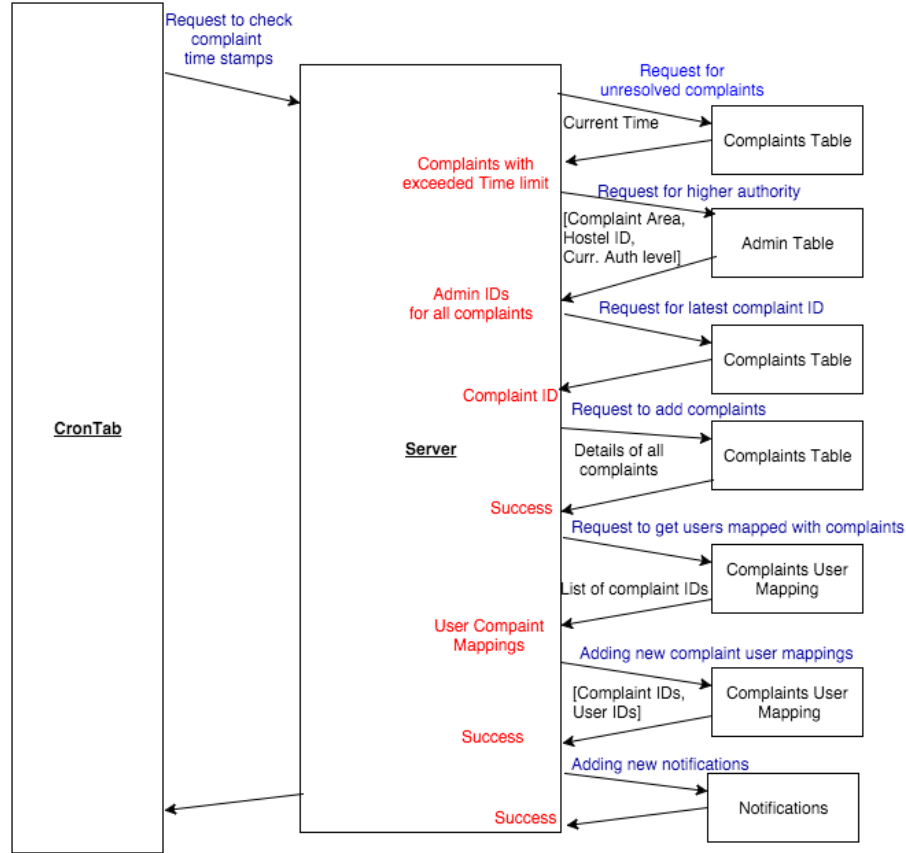 Request to check
complaint
time stamps
Request for
unresolved complaints
Current Time
Complaints Table
Complaints with
exceeded Time limit
Request for higher authority
[Complaint Area,
Hostel ID,
Curr. Auth level]
Admin Table
Admin IDs
for all complaints
Request for latest complaint ID
Complaints Table
Complaint ID
CronTab
Server
Request to add complaints
Details of all
complaints
Complaints Table
Success
Request to get users mapped with complaints
Complaints User
Mapping
List of complaint IDs
User Compaint
Mappings
Adding new complaint user mappings
[Complaint IDs,
User IDs]
Complaints User
Mapping
Success
Adding new notifications
Notifications
Success